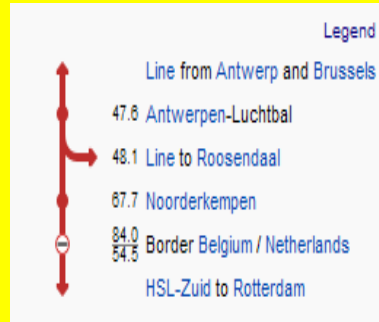 Legend
Line from Antwerp and Brussels
47.6 Antwerpen-Luchtbal
48.1 Line to Roosendaal
67.7 Noorderkempen
84.0
54.5 Border Belgium / Netherlands
HSL-Zuid to Rotterdam